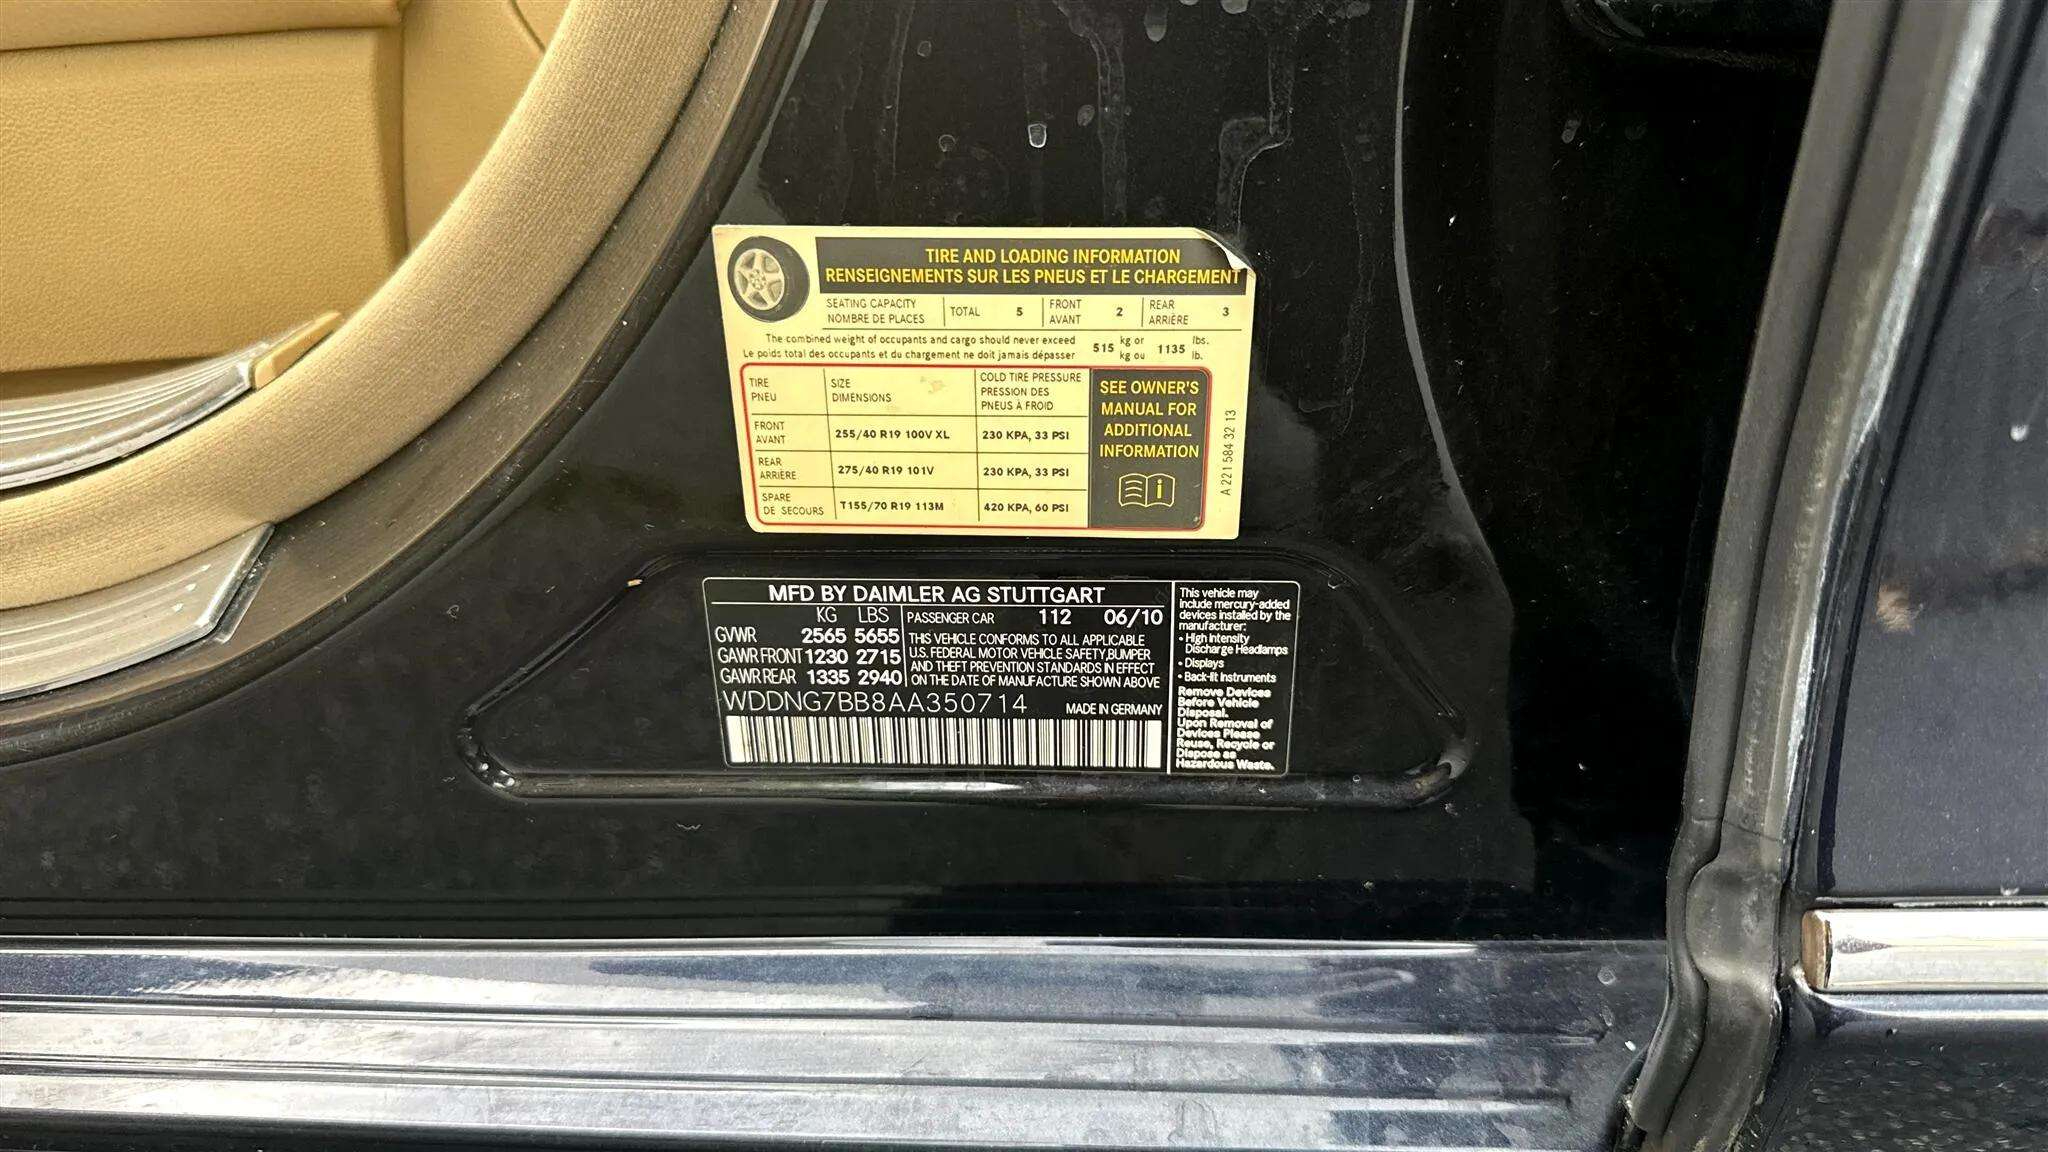 TIRE AND LOADING INFORMATION
RENSEIGNEMENTS SUR LES PNEUS ET LE CHARGEMENT
SEATING CAPACITY
NOMBRE DE PLACES
TOTAL 5
FRONT
AVANT
2
REAR
ARRIÈRE
3
The combined weight of occupants and cargo should never exceed
Le poids total des occupants et du chargement ne doit jamais dépasser
515
kg or
kg ou
1135
lbs.
lb.
TIRE
PNEU
SIZE
DIMENSIONS
COLD TIRE PRESSURE
PRESSION DES
PNEUS À FROID
FRONT
AVANT
255/40 R19 100V XL
230 KPA, 33 PSI
REAR
ARRIÈRE
275/40 R19 101V
230 KPA, 33 PSI
SPARE
DE SECOURS
T155/70 R19 113M
420 KPA, 60 PSI
SEE OWNER'S
MANUAL FOR
ADDITIONAL
INFORMATION
i
A 221 584 32 13
MFD BY DAIMLER AG STUTTGART
KG LBS
GVWR 2565 5655
GAWR FRONT 1230 2715
GAWR REAR 1335 2940
PASSENGER CAR 112 06/10
THIS VEHICLE CONFORMS TO ALL APPLICABLE
U.S. FEDERAL MOTOR VEHICLE SAFETY,BUMPER
AND THEFT PREVENTION STANDARDS IN EFFECT
ON THE DATE OF MANUFACTURE SHOWN ABOVE
WDDNG7BB8AA350714
MADE IN GERMANY
This vehicle may
include mercury-added
devices installed by the
manufacturer:
• High Intensity
Discharge Headlamps
• Displays
• Back-lit Instruments
Remove Devices
Before Vehicle
Disposal.
Upon Removal of
Devices Please
Reuse, Recycle or
Dispose as
Hazardous Waste.